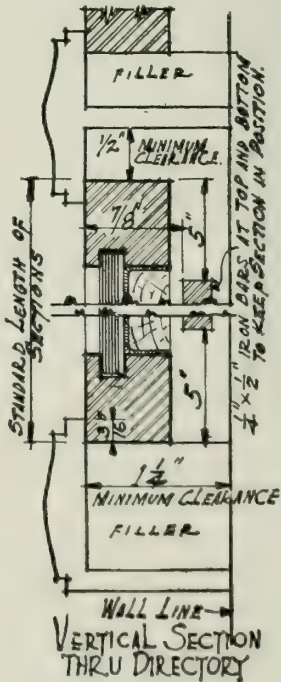 FILLER
1/2"
MINIMUM
CLEARANCE.
7/8"
5"
STANDARD LENGTH OF
SECTIONS
1/4" x 1/2" IRON BARS AT TOP AND BOTTOM
TO KEEP SECTION IN POSITION.
5"
3/16"
1 1/4"
MINIMUM CLEARANCE
FILLER
WALL LINE
VERTICAL SECTION
THRU DIRECTORY